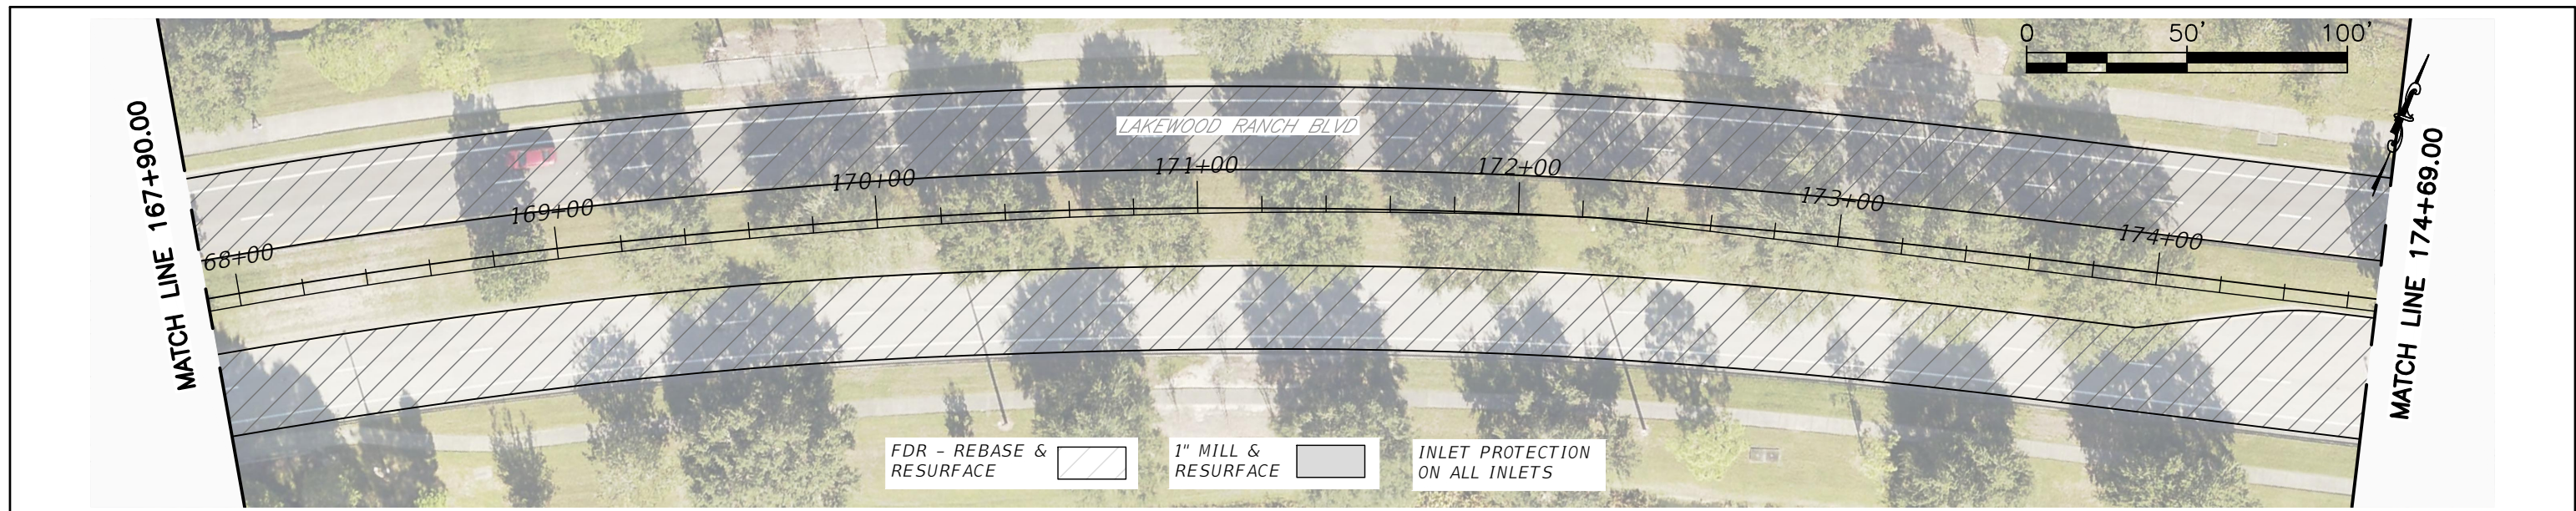 0 50' 100'
LAKEWOOD RANCH BLVD
MATCH LINE 167+90.00
68+00
169+00
170+00
171+00
172+00
173+00
174+00
MATCH LINE 174+69.00
FDR - REBASE &
RESURFACE
1" MILL &
RESURFACE
INLET PROTECTION
ON ALL INLETS